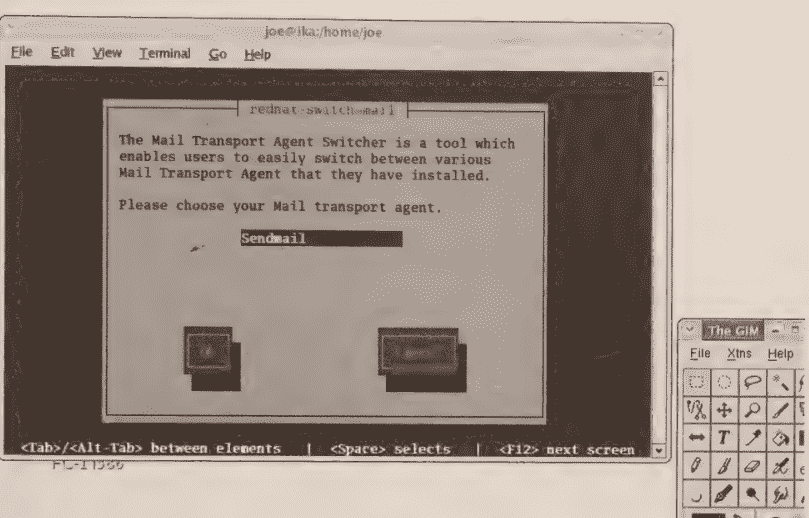 joe@ika:/home/joe
File Edit View Terminal Go Help
redhat-switch-mail
The Mail Transport Agent Switcher is a tool which
enables users to easily switch between various
Mail Transport Agent that they have installed.
Please choose your Mail transport agent.
Sendmail
<Tab>/<Alt-Tab> between elements | <Space> selects | <F12> next screen
The GIM
File Xtns Help